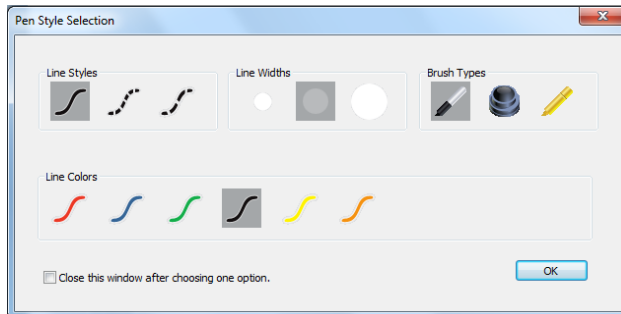 Pen Style Selection
Line Styles
Line Widths
Brush Types
Line Colors
Close this window after choosing one option.
OK